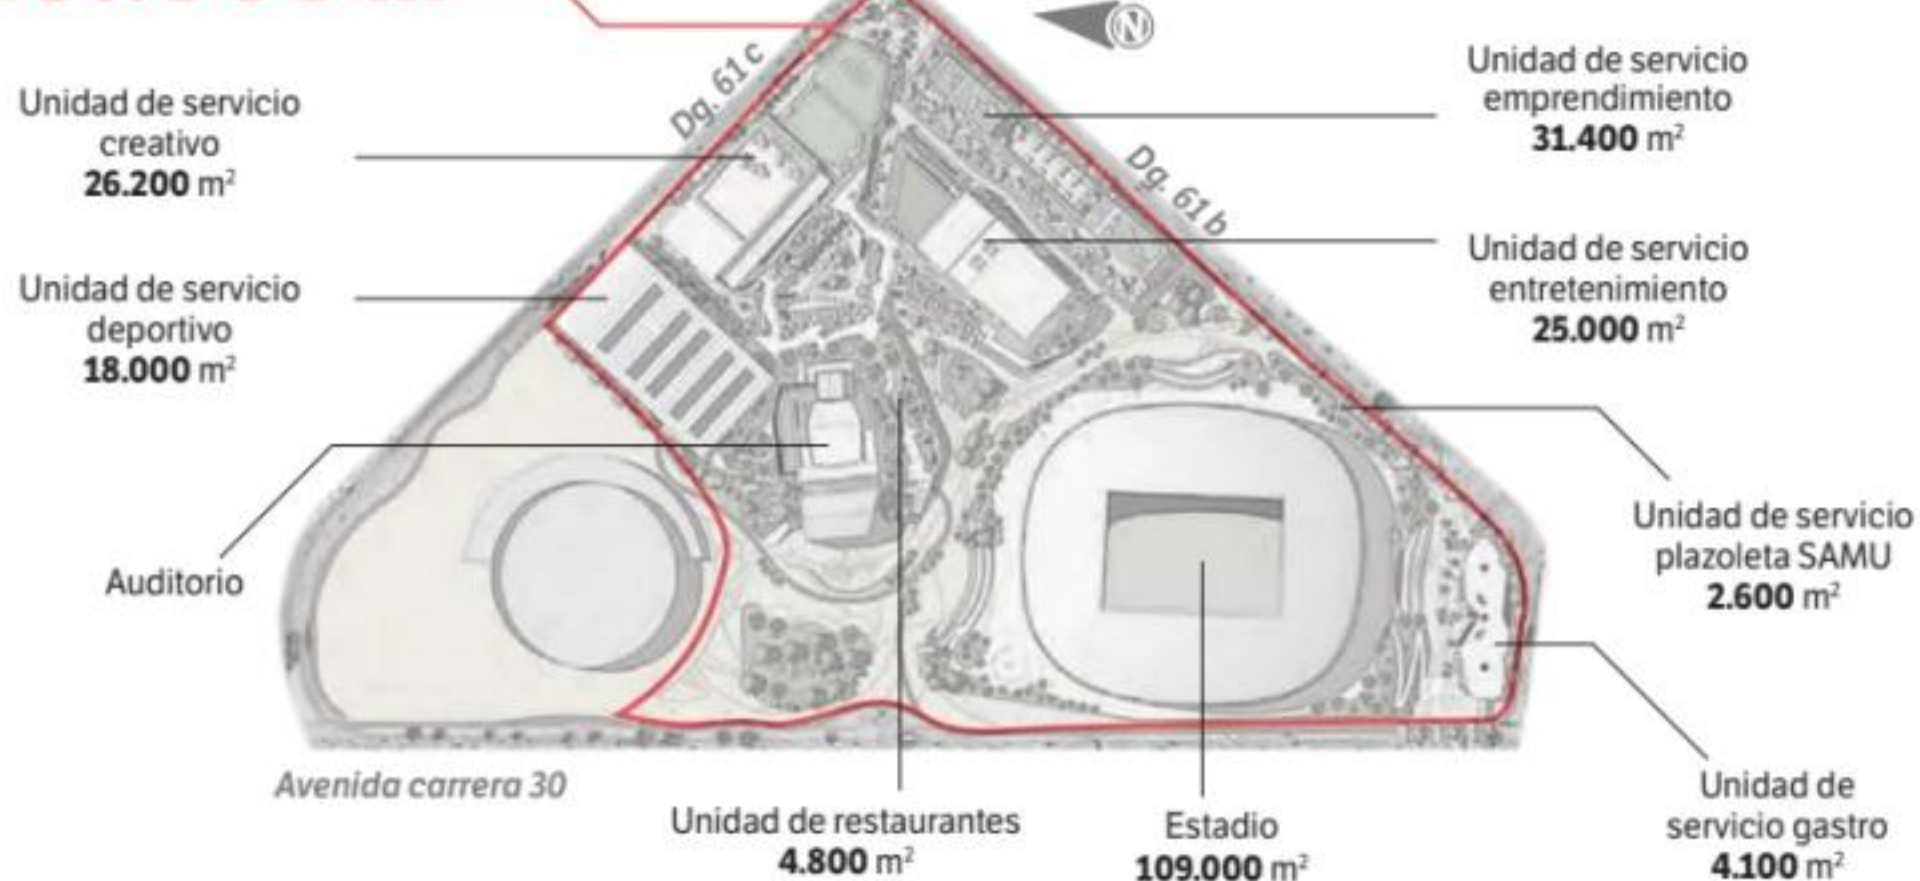 N
Dg. 61 c
Dg. 61 b
Unidad de servicio
creativo
26.200 m²
Unidad de servicio
deportivo
18.000 m²
Auditorio
Avenida carrera 30
Unidad de restaurantes
4.800 m²
Estadio
109.000 m²
Unidad de servicio
emprendimiento
31.400 m²
Unidad de servicio
entretenimiento
25.000 m²
Unidad de servicio
plazoleta SAMU
2.600 m²
Unidad de
servicio gastro
4.100 m²